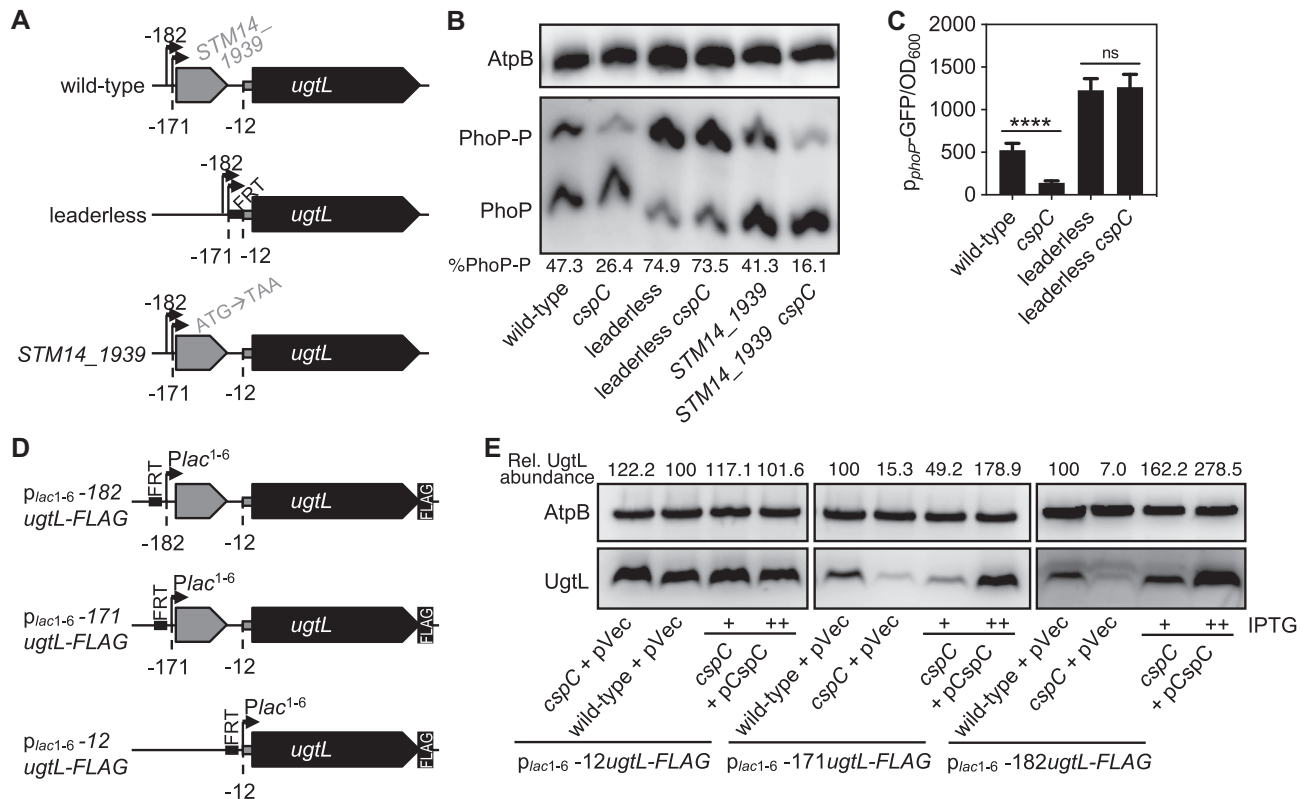 A
-182
STM14_
1939
wild-type
ugtL
-171
-12
-182
FRT
leaderless
ugtL
-171
-12
-182
ATG→TAA
STM14_1939
ugtL
-171
-12
B
AtpB
PhoP-P
PhoP
%PhoP-P
47.3 26.4 74.9 73.5 41.3 16.1
wild-type
cspC
leaderless
leaderless cspC
STM14_1939
STM14_1939 cspC
C
pphoP-GFP/OD600
2000
1500
1000
500
0
****
ns
wild-type
cspC
leaderless
leaderless cspC
D
FRT
Plac1-6
plac1-6 -182
ugtL-FLAG
ugtL
FLAG
-182
-12
FRT
Plac1-6
plac1-6 -171
ugtL-FLAG
ugtL
FLAG
-171
-12
FRT
Plac1-6
plac1-6 -12
ugtL-FLAG
ugtL
FLAG
-12
E
Rel. UgtL
abundance
122.2 100 117.1 101.6 100 15.3 49.2 178.9 100 7.0 162.2 278.5
AtpB
UgtL
+ ++ + ++ + ++ IPTG
cspC + pVec
wild-type + pVec
cspC
+ pCspC
wild-type + pVec
cspC + pVec
cspC
+ pCspC
wild-type + pVec
cspC + pVec
cspC
+ pCspC
plac1-6 -12ugtL-FLAG
plac1-6 -171ugtL-FLAG
plac1-6 -182ugtL-FLAG